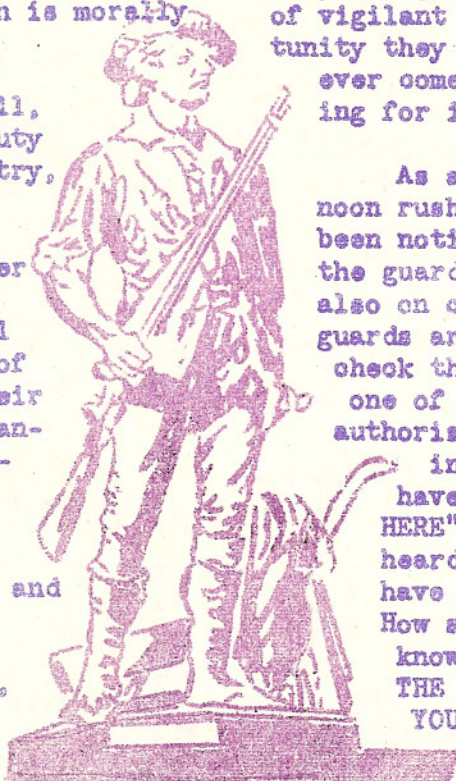 n is morally
ll,
uty
try,
er
l
of
eir
an-
-
and
of vigilant
tunity they
ever come
ing for i
As s
noon rush
been noti
the guard
also on d
guards an
check th
one of
authoris
in
have
HERE"
heard
have
How a
know
THE
YOU